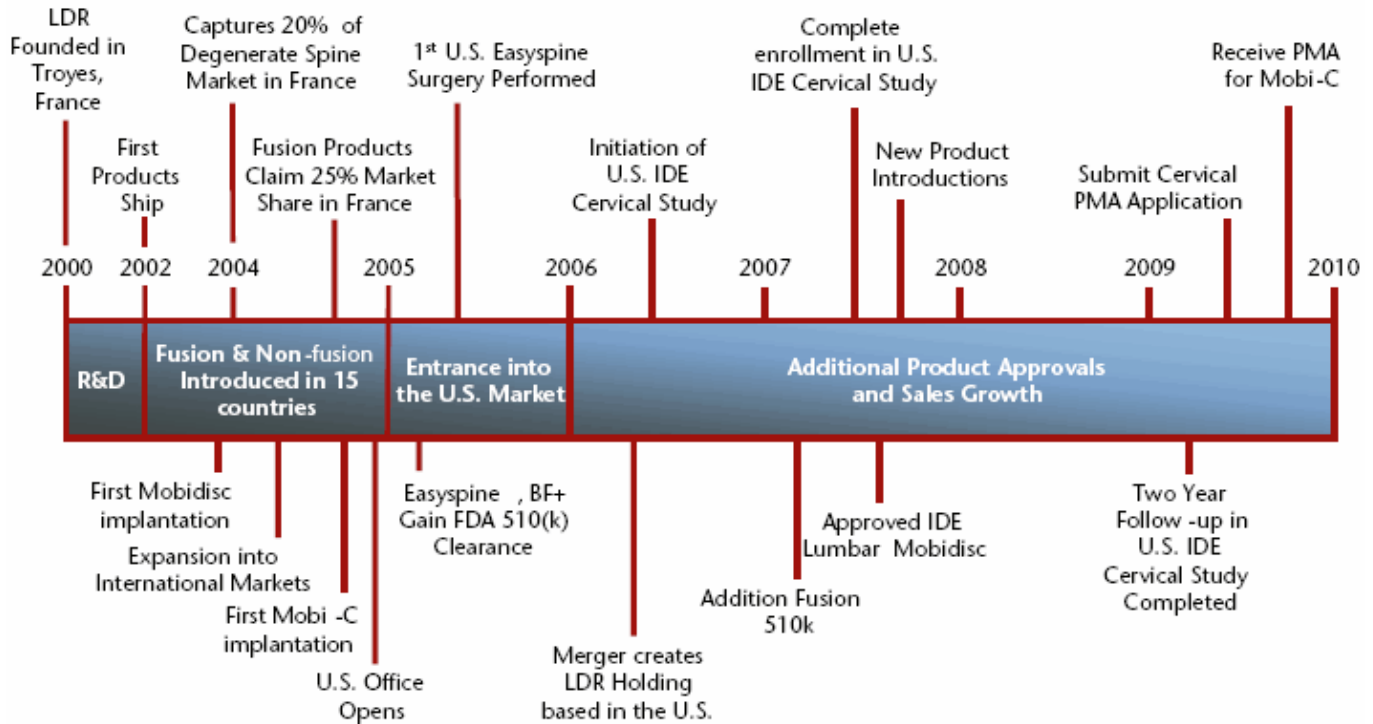 LDR
Founded in
Troyes,
France
Captures 20% of
Degenerate Spine
Market in France
1st U.S. Easyspine
Surgery Performed
Complete
enrollment in U.S.
IDE Cervical Study
Receive PMA
for Mobi-C
First
Products
Ship
Fusion Products
Claim 25% Market
Share in France
Initiation of
U.S. IDE
Cervical Study
New Product
Introductions
Submit Cervical
PMA Application
2000
2002
2004
2005
2006
2007
2008
2009
2010
R&D
Fusion & Non-fusion
Introduced in 15
countries
Entrance into
the U.S. Market
Additional Product Approvals
and Sales Growth
First Mobidisc
implantation
Expansion into
International Markets
First Mobi -C
implantation
U.S. Office
Opens
Easyspine , BF+
Gain FDA 510(k)
Clearance
Merger creates
LDR Holding
based in the U.S.
Addition Fusion
510k
Approved IDE
Lumbar Mobidisc
Two Year
Follow -up in
U.S. IDE
Cervical Study
Completed